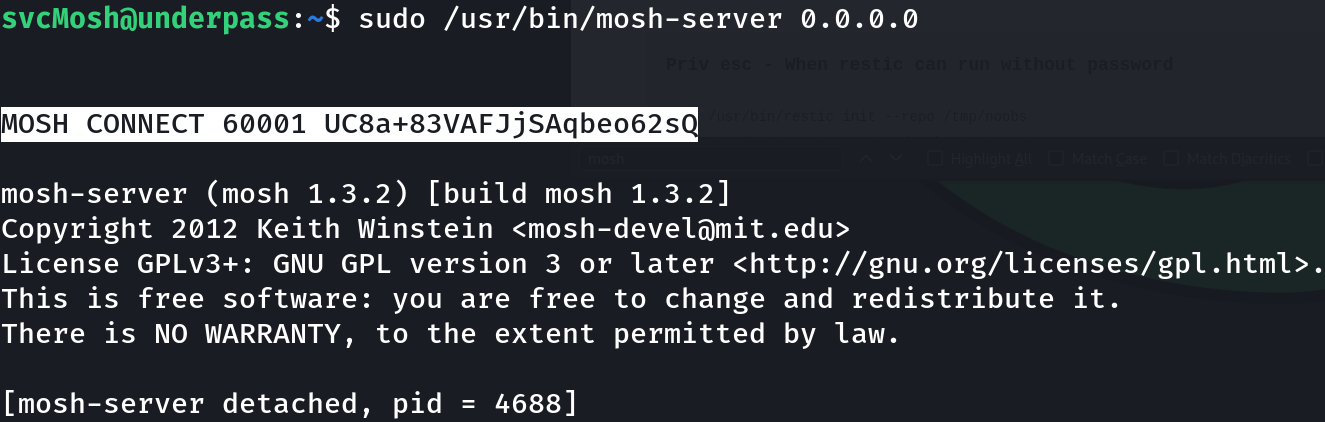 svcMosh@underpass:~$ sudo /usr/bin/mosh-server 0.0.0.0
Priv esc - When restic can run without password
MOSH CONNECT 60001 UC8a+83VAFJjSAqbeo62sQ
/usr/bin/restic init --repo /tmp/noobs
mosh
Highlight All
Match Case
Match Diacritics
mosh-server (mosh 1.3.2) [build mosh 1.3.2]
Copyright 2012 Keith Winstein <mosh-devel@mit.edu>
License GPLv3+: GNU GPL version 3 or later <http://gnu.org/licenses/gpl.html>.
This is free software: you are free to change and redistribute it.
There is NO WARRANTY, to the extent permitted by law.
[mosh-server detached, pid = 4688]